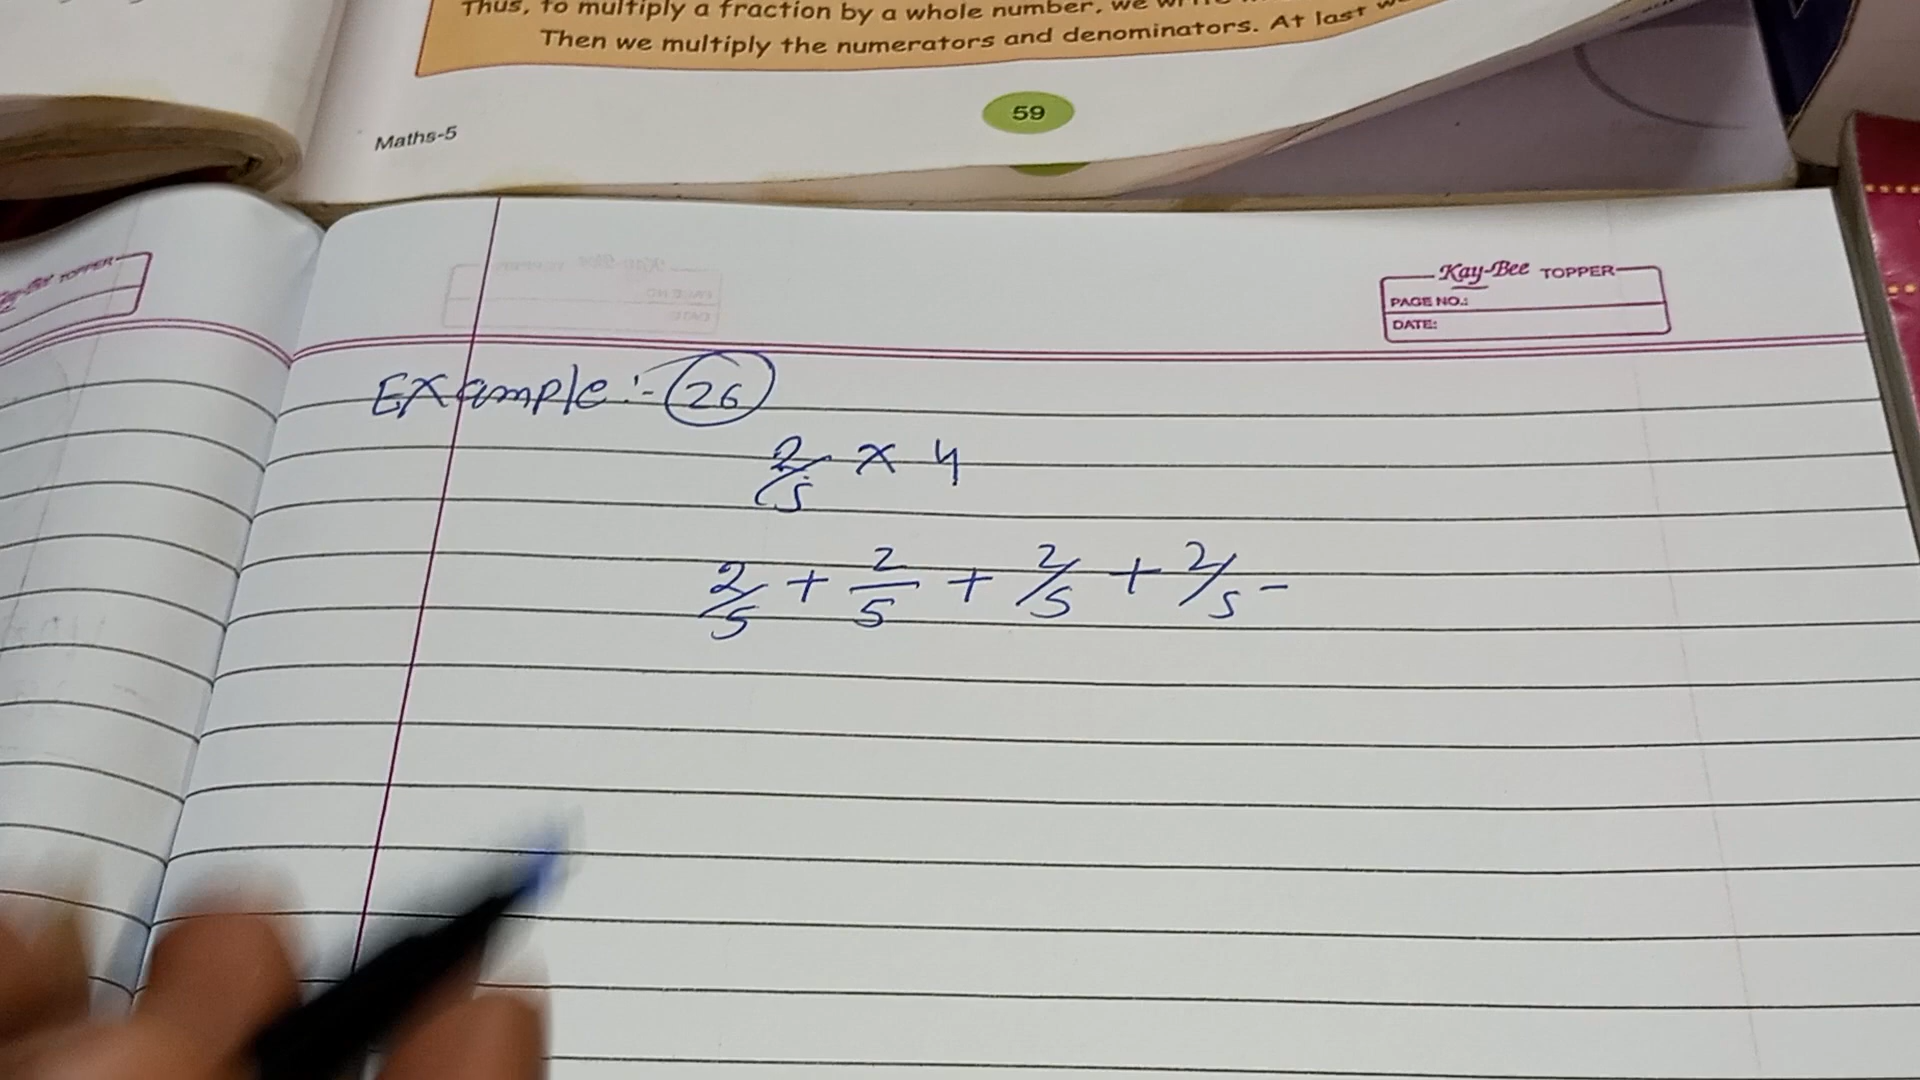 Thus, to multiply a fraction by a whole number, we
Then we multiply the numerators and denominators. At last
59
Maths-5
TOPPER
Kay-Bee TOPPER
PAGE NO.:
DATE:
Example :- 26
2/5 × 4
2/5 + 2/5 + 2/5 + 2/5 -